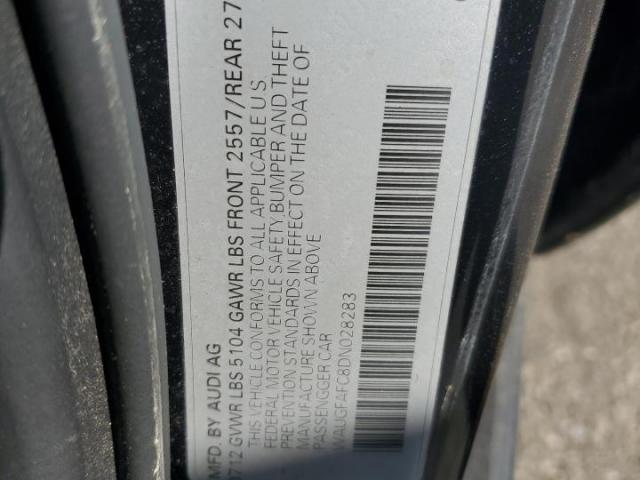 MFD. BY AUDI AG
0712 GVWR LBS 5104 GAWR LBS FRONT 2557/REAR 27
THIS VEHICLE CONFORMS TO ALL APPLICABLE U S
FEDERAL MOTOR VEHICLE SAFETY,BUMPER AND THEFT
PREVENTION STANDARDS IN EFFECT ON THE DATE OF
MANUFACTURE SHOWN ABOVE
PASSENGGER CAR
WAUGFAFC8DN028283